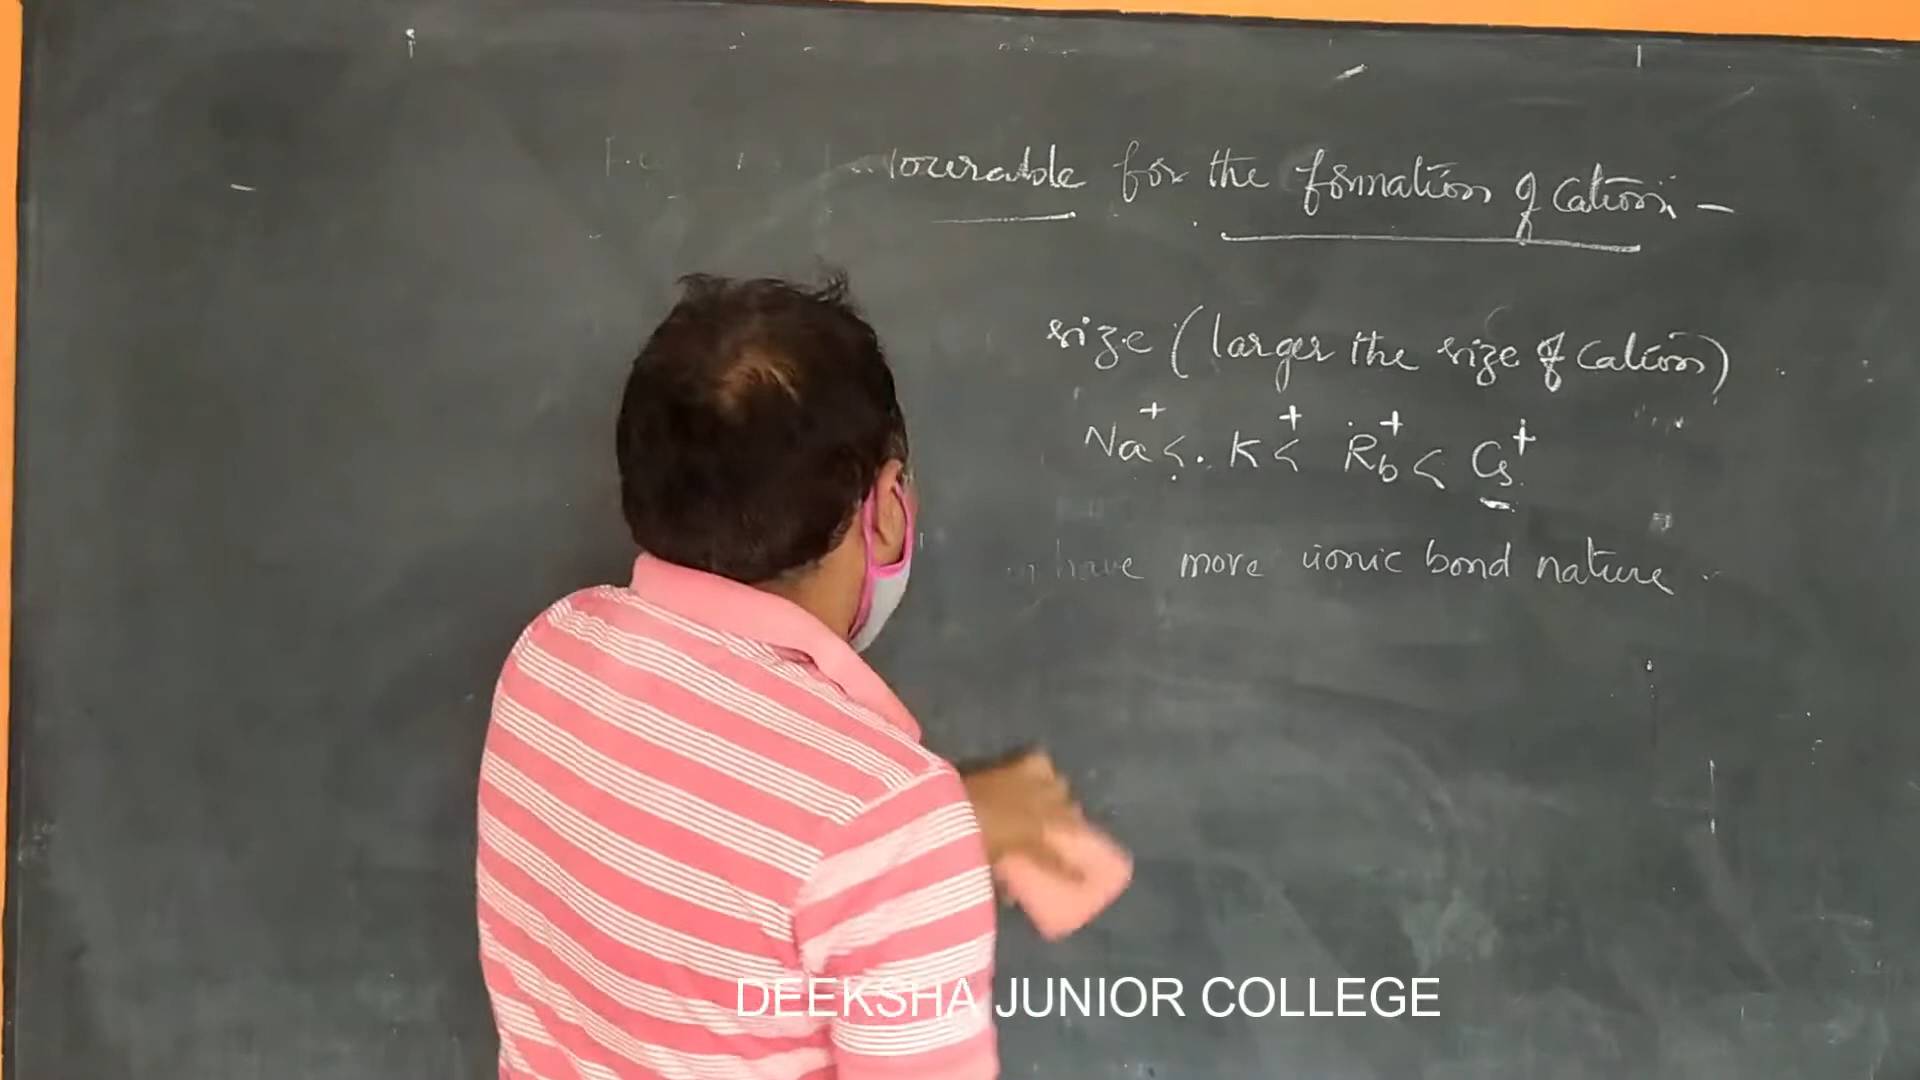 for the formation of cation: –
size (larger the size of cation)
Na⁺ < K⁺ < Rb⁺ < Cs⁺
have more ionic bond nature
DEEKSHA JUNIOR COLLEGE